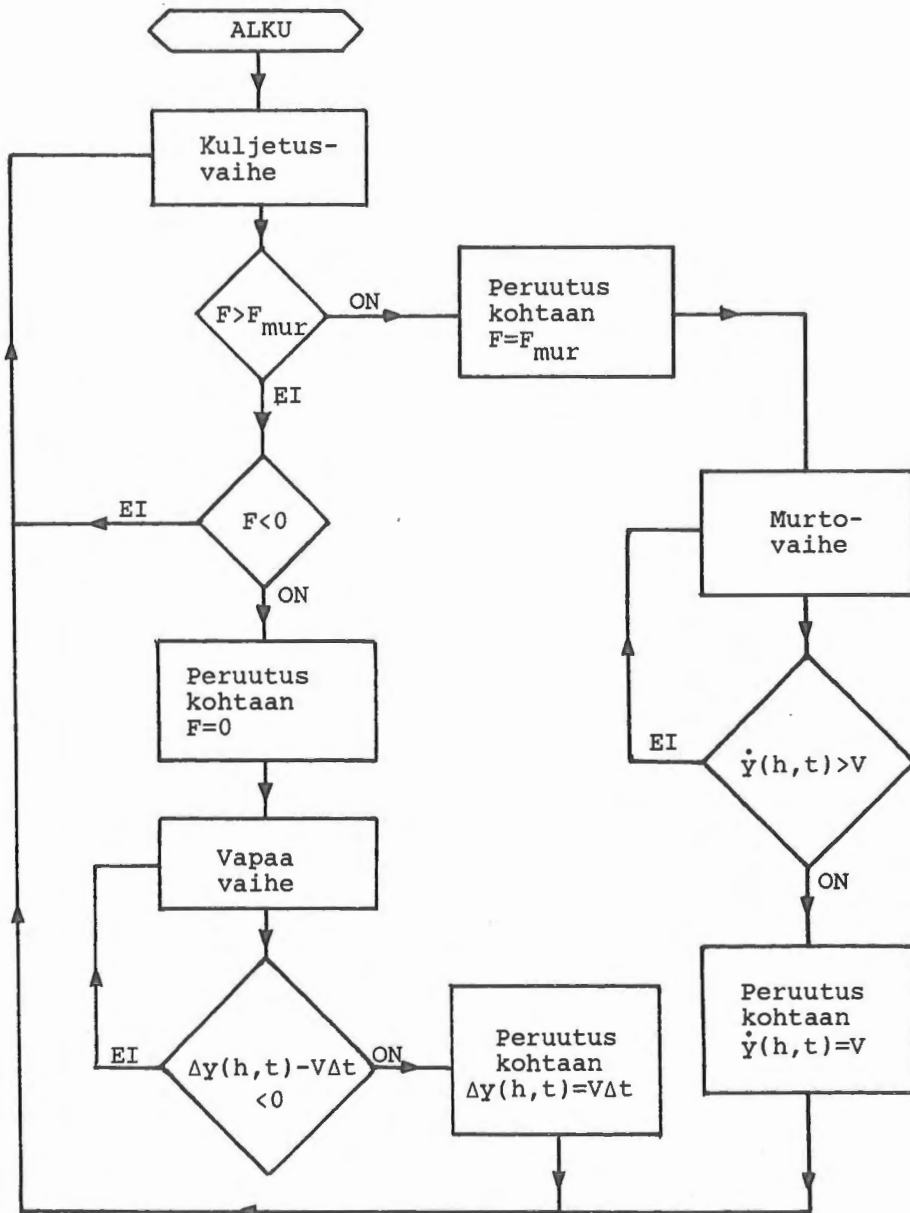 ALKU
Kuljetus-
vaihe
F>F_mur
ON
Peruutus
kohtaan
F=F_mur
EI
F<0
EI
ON
Murto-
vaihe
Peruutus
kohtaan
F=0
ẏ(h,t)>V
EI
ON
Vapaa
vaihe
Δy(h,t)-VΔt
<0
EI
ON
Peruutus
kohtaan
Δy(h,t)=VΔt
Peruutus
kohtaan
ẏ(h,t)=V